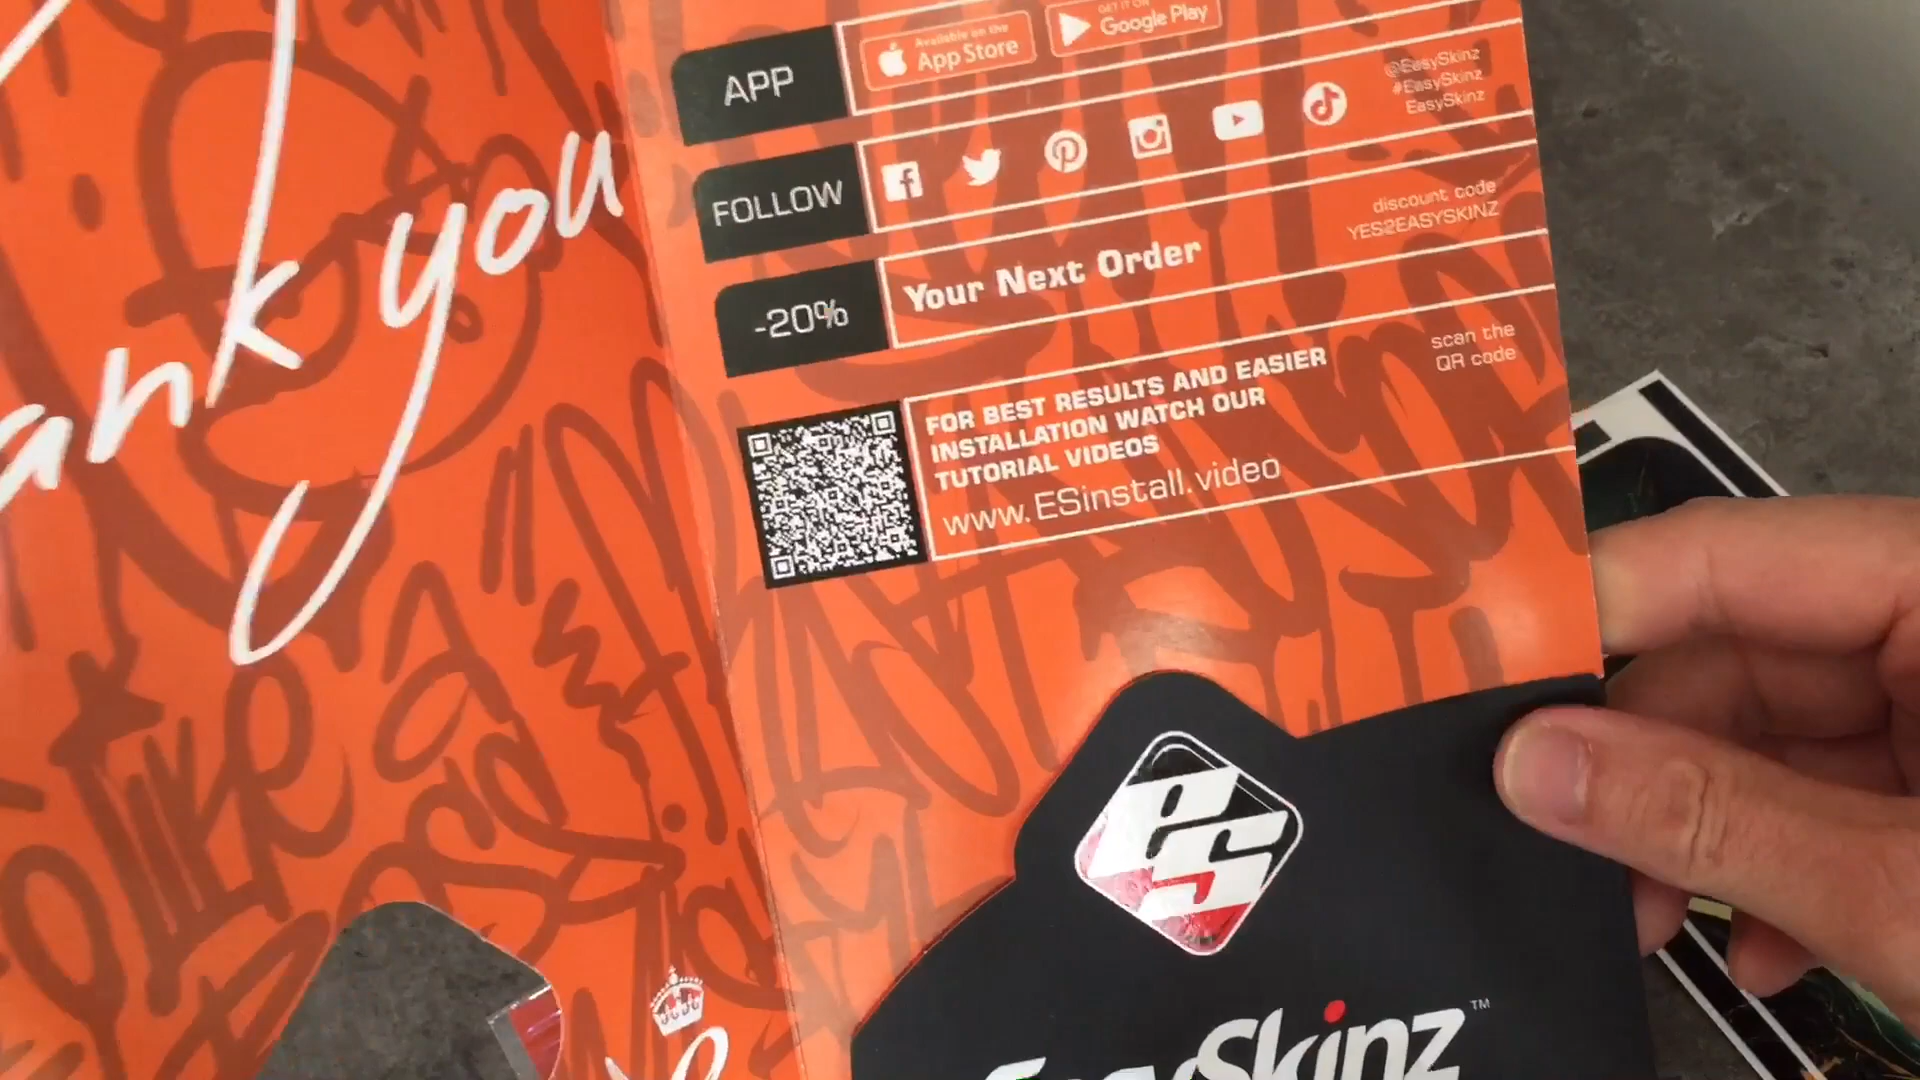 ank you
APP
Available on the
App Store
GET IT ON
Google Play
FOLLOW
@EasySkinz
#EasySkinz
EasySkinz
-20%
Your Next Order
discount code
YES2EASYSKINZ
FOR BEST RESULTS AND EASIER
INSTALLATION WATCH OUR
TUTORIAL VIDEOS
www.ESinstall.video
scan the
QR code
eS
EasySkinz™